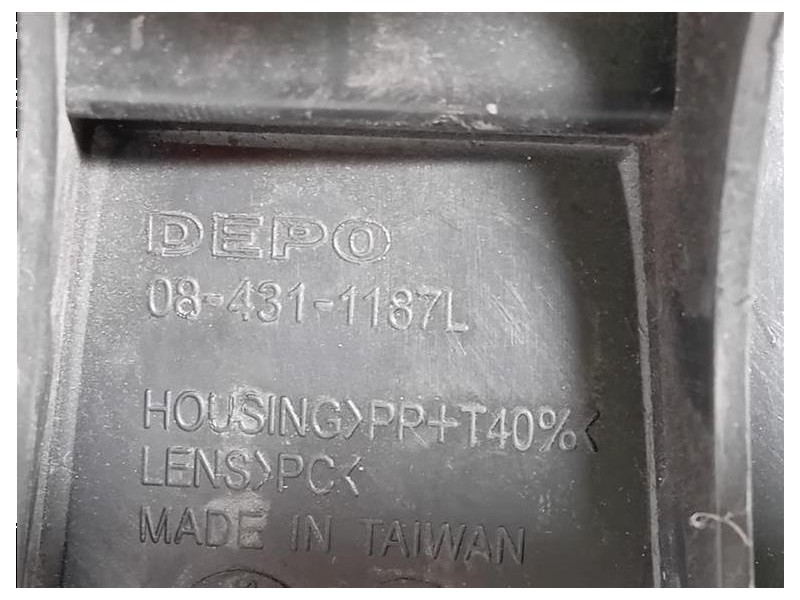 DEPO
08-431-1187L
HOUSING>PP+T40%<
LENS>PC<
MADE IN TAIWAN